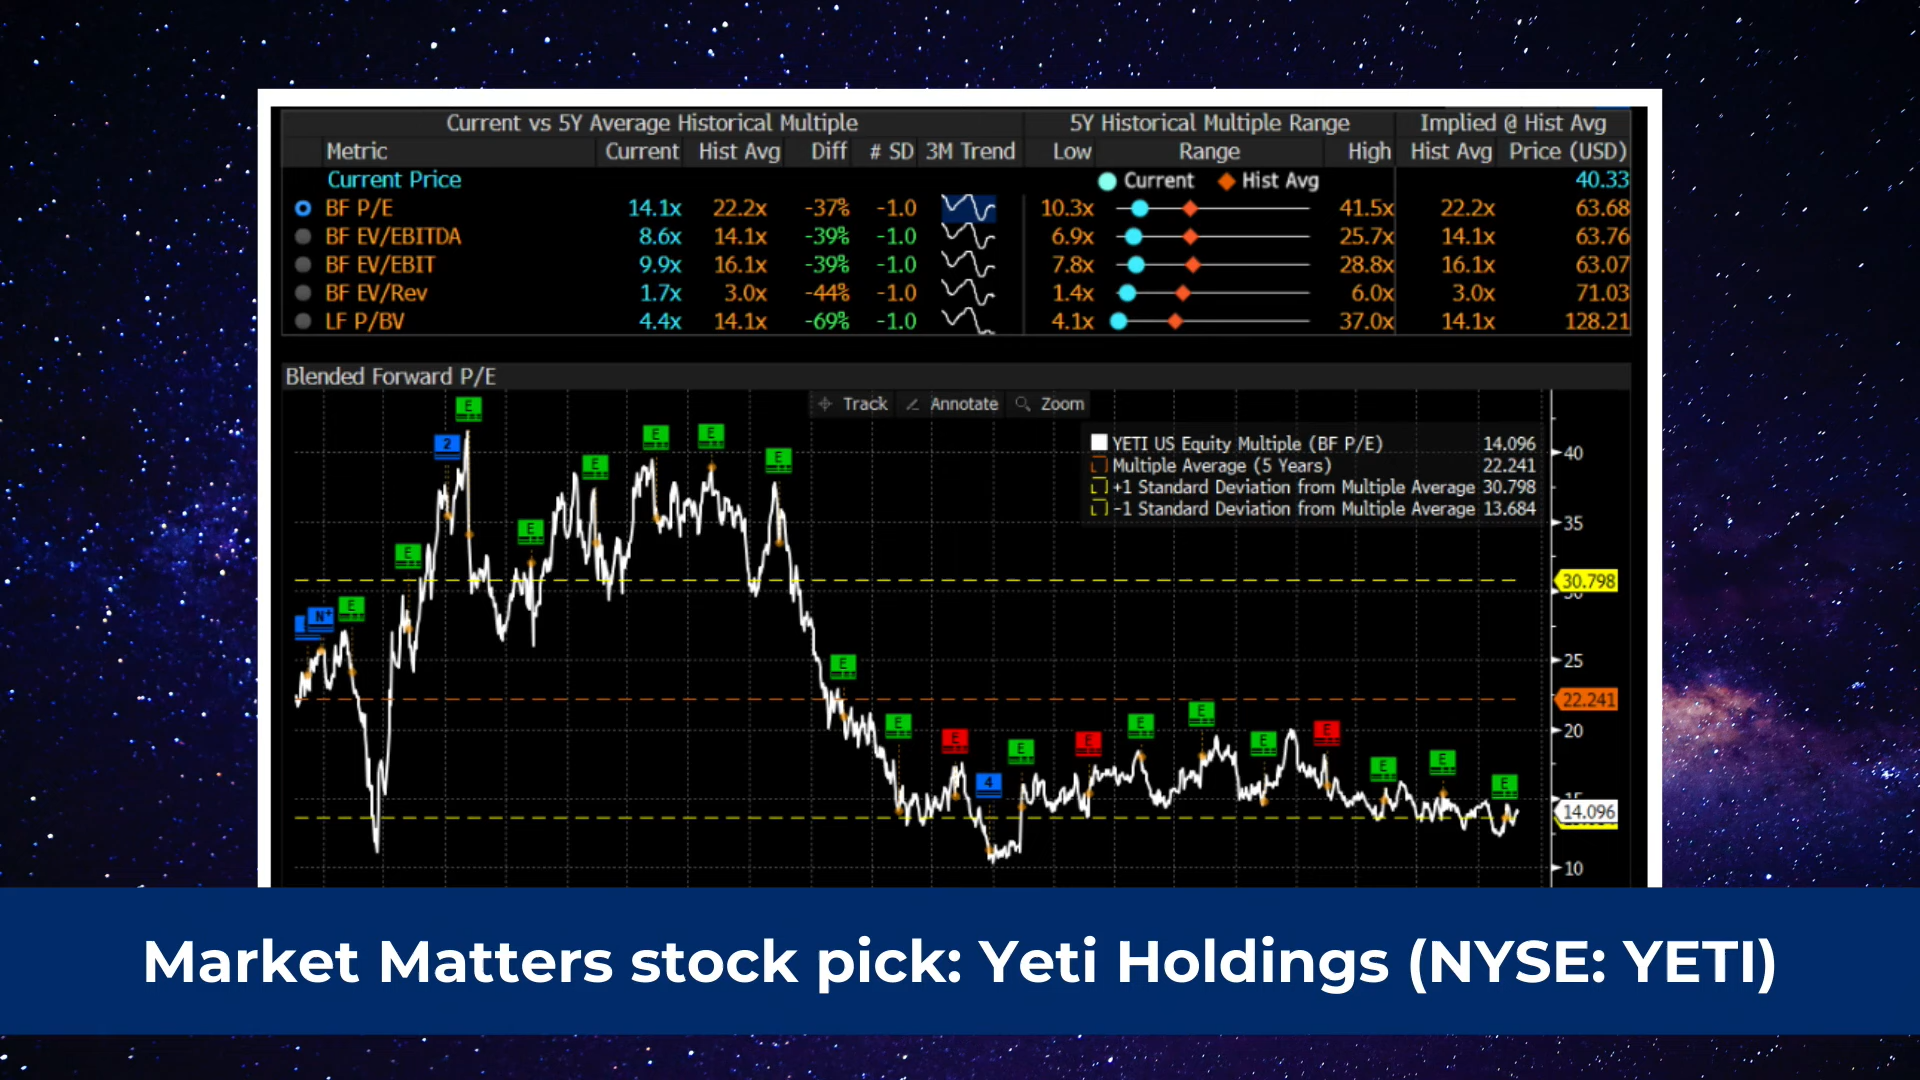 Current vs 5Y Average Historical Multiple 5Y Historical Multiple Range Implied @ Hist Avg
Metric Current Hist Avg Diff # SD 3M Trend Low Range High Hist Avg Price (USD)
Current Price Current Hist Avg 40.33
BF P/E 14.1x 22.2x -37% -1.0 10.3x 41.5x 22.2x 63.68
BF EV/EBITDA 8.6x 14.1x -39% -1.0 6.9x 25.7x 14.1x 63.76
BF EV/EBIT 9.9x 16.1x -39% -1.0 7.8x 28.8x 16.1x 63.07
BF EV/Rev 1.7x 3.0x -44% -1.0 1.4x 6.0x 3.0x 71.03
LF P/BV 4.4x 14.1x -69% -1.0 4.1x 37.0x 14.1x 128.21
Blended Forward P/E
Track Annotate Zoom
YETI US Equity Multiple (BF P/E) 14.096
Multiple Average (5 Years) 22.241
+1 Standard Deviation from Multiple Average 30.798
-1 Standard Deviation from Multiple Average 13.684
E
2
E
E
E
E
E
E
N+
E
E
E
E
4
E
E
E
E
E
E
E
E
E
40
35
30.798
30
25
22.241
20
15
14.096
10
Market Matters stock pick: Yeti Holdings (NYSE: YETI)